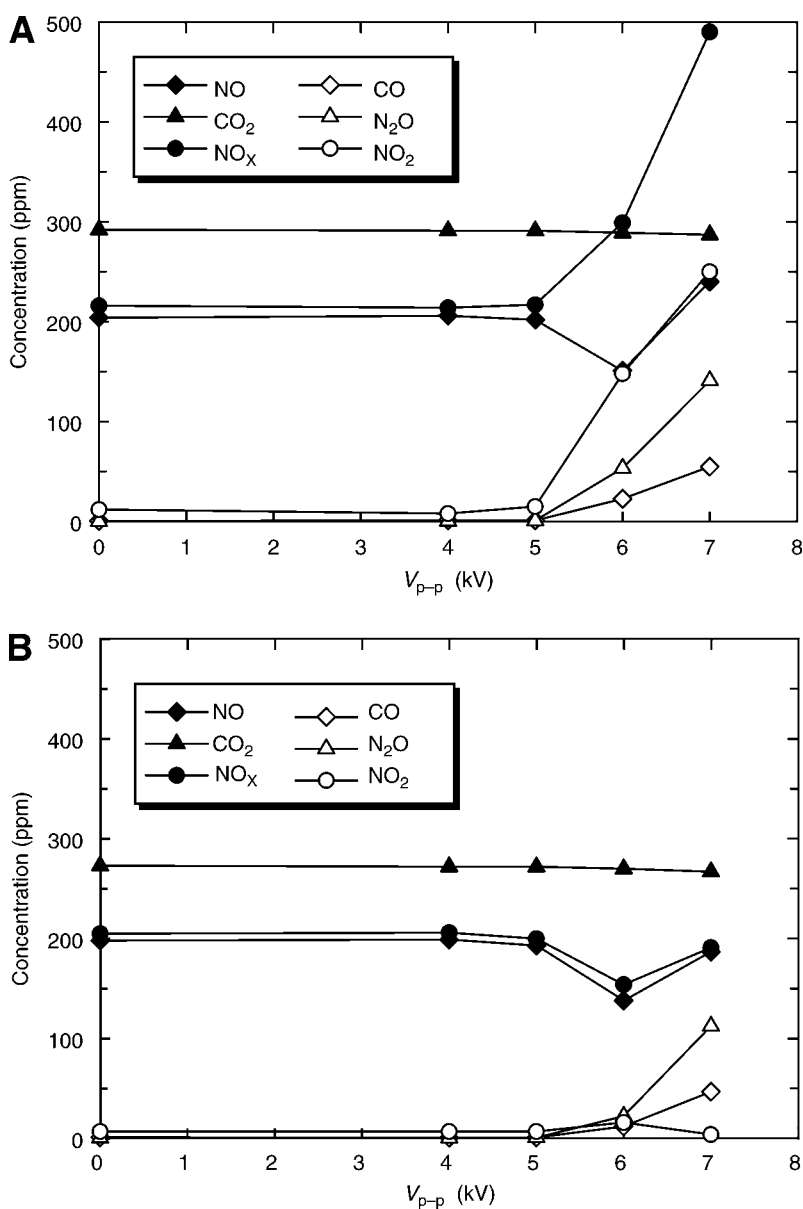 A
500
400
300
200
100
0
Concentration (ppm)
NO
CO
CO₂
N₂O
NOₓ
NO₂
0 1 2 3 4 5 6 7 8
Vₚ₋ₚ (kV)
B
500
400
300
200
100
0
Concentration (ppm)
NO
CO
CO₂
N₂O
NOₓ
NO₂
0 1 2 3 4 5 6 7 8
Vₚ₋ₚ (kV)